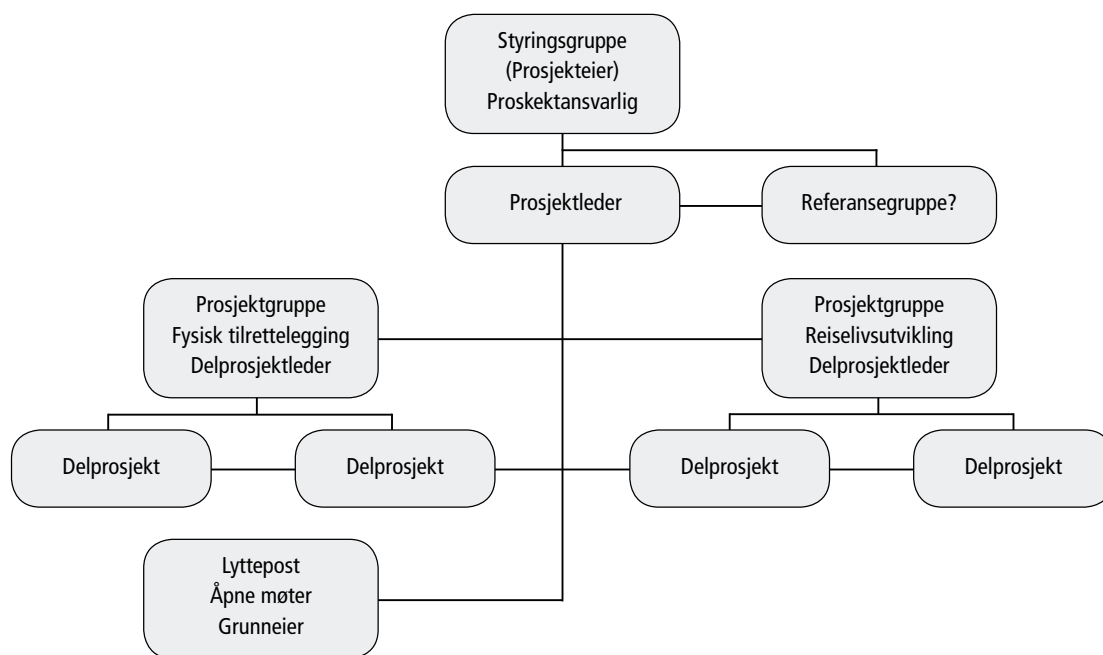 Styringsgruppe
(Prosjekteier)
Proskektansvarlig
Prosjektleder
Referansegruppe?
Prosjektgruppe
Fysisk tilrettelegging
Delprosjektleder
Prosjektgruppe
Reiselivsutvikling
Delprosjektleder
Delprosjekt
Delprosjekt
Delprosjekt
Delprosjekt
Lyttepost
Åpne møter
Grunneier